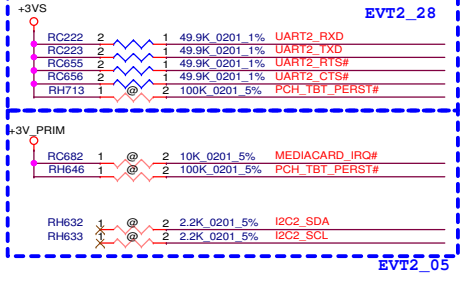 +3VS
EVT2_28
RC222 2 1 49.9K_0201_1% UART2_RXD
RC223 2 1 49.9K_0201_1% UART2_TXD
RC655 2 1 49.9K_0201_1% UART2_RTS#
RC656 2 1 49.9K_0201_1% UART2_CTS#
RH713 1 @ 2 100K_0201_5% PCH_TBT_PERST#
+3V_PRIM
RC682 1 @ 2 10K_0201_5% MEDIACARD_IRQ#
RH646 1 @ 2 100K_0201_5% PCH_TBT_PERST#
RH632 1 @ 2 2.2K_0201_5% I2C2_SDA
RH633 1 @ 2 2.2K_0201_5% I2C2_SCL
EVT2_05